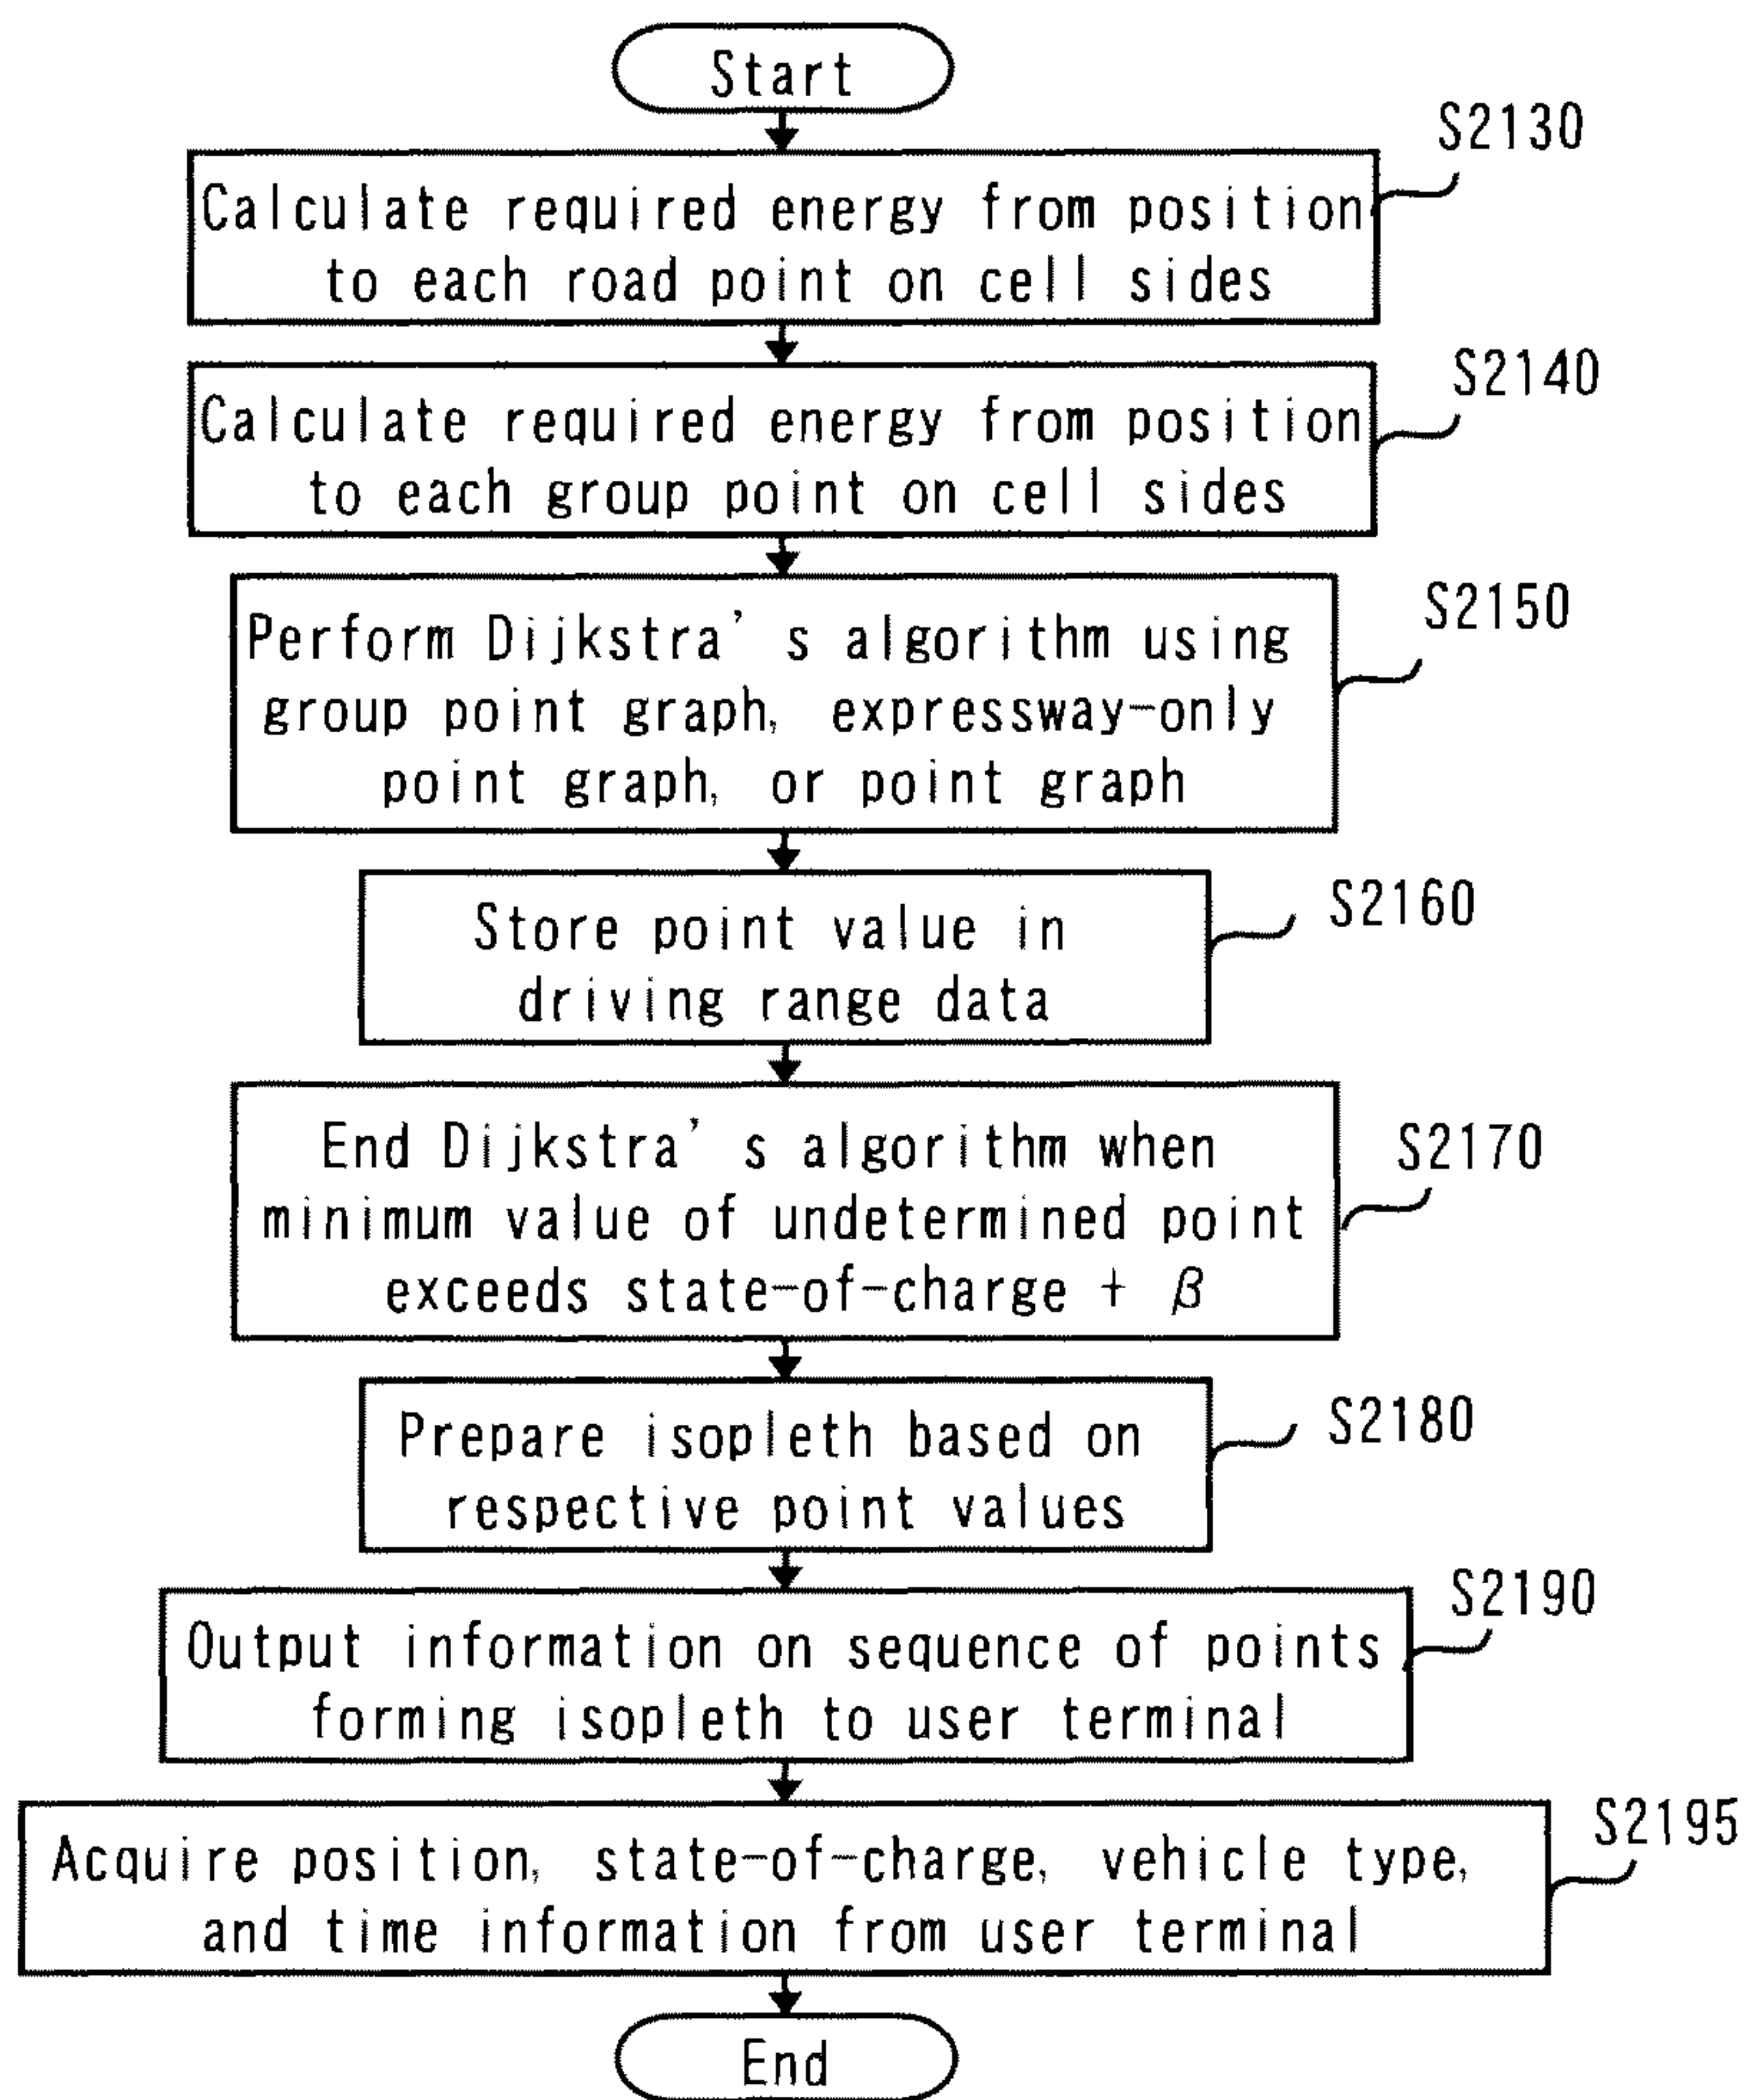 Start
S2130
Calculate required energy from position
to each road point on cell sides
S2140
Calculate required energy from position
to each group point on cell sides
S2150
Perform Dijkstra's algorithm using
group point graph, expressway-only
point graph, or point graph
S2160
Store point value in
driving range data
S2170
End Dijkstra's algorithm when
minimum value of undetermined point
exceeds state-of-charge + β
S2180
Prepare isopleth based on
respective point values
S2190
Output information on sequence of points
forming isopleth to user terminal
S2195
Acquire position, state-of-charge, vehicle type,
and time information from user terminal
End